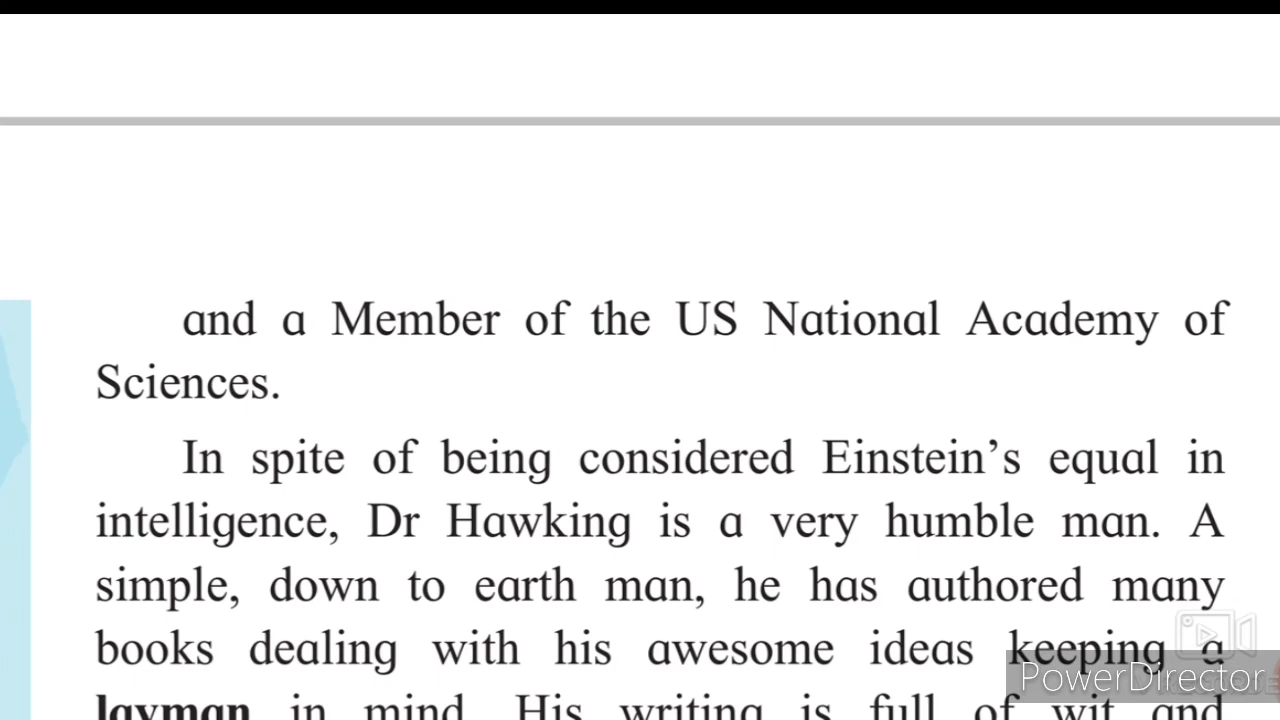 and a Member of the US National Academy of
Sciences.
In spite of being considered Einstein's equal in
intelligence, Dr Hawking is a very humble man. A
simple, down to earth man, he has authored many
books dealing with his awesome ideas keeping a
layman in mind. His writing is full of wit and
PowerDirector